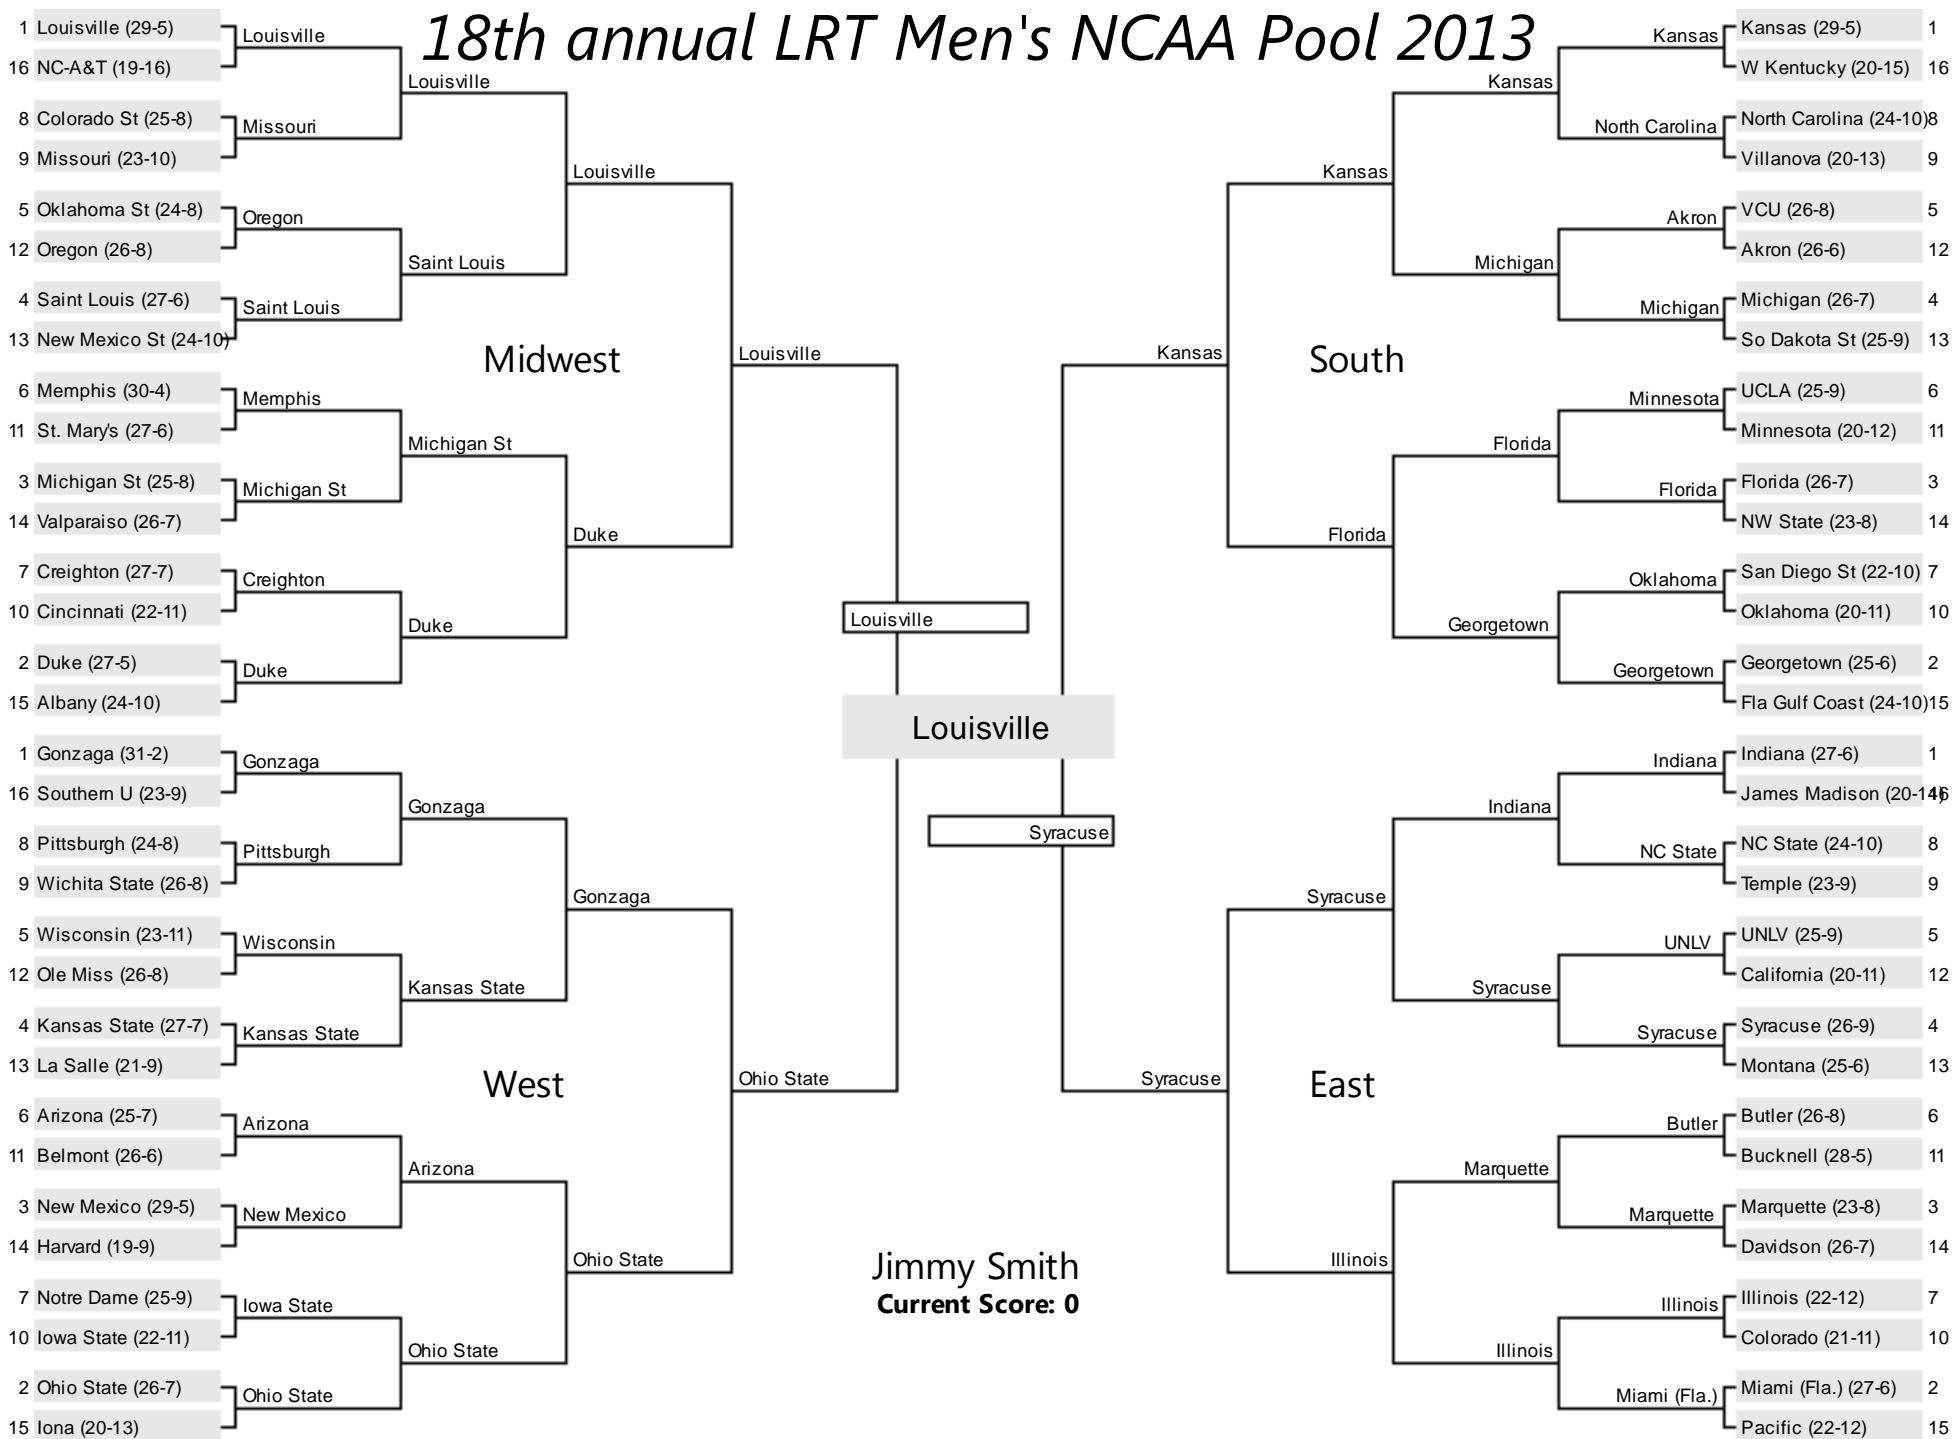 18th annual LRT Men's NCAA Pool 2013
1 Louisville (29-5)
16 NC-A&T (19-16)
8 Colorado St (25-8)
9 Missouri (23-10)
5 Oklahoma St (24-8)
12 Oregon (26-8)
4 Saint Louis (27-6)
13 New Mexico St (24-10)
6 Memphis (30-4)
11 St. Mary's (27-6)
3 Michigan St (25-8)
14 Valparaiso (26-7)
7 Creighton (27-7)
10 Cincinnati (22-11)
2 Duke (27-5)
15 Albany (24-10)
Louisville
Missouri
Oregon
Saint Louis
Memphis
Michigan St
Creighton
Duke
Louisville
Saint Louis
Michigan St
Duke
Louisville
Duke
Midwest
Louisville
1 Gonzaga (31-2)
16 Southern U (23-9)
8 Pittsburgh (24-8)
9 Wichita State (26-8)
5 Wisconsin (23-11)
12 Ole Miss (26-8)
4 Kansas State (27-7)
13 La Salle (21-9)
6 Arizona (25-7)
11 Belmont (26-6)
3 New Mexico (29-5)
14 Harvard (19-9)
7 Notre Dame (25-9)
10 Iowa State (22-11)
2 Ohio State (26-7)
15 Iona (20-13)
Gonzaga
Pittsburgh
Wisconsin
Kansas State
Arizona
New Mexico
Iowa State
Ohio State
Gonzaga
Kansas State
Arizona
Ohio State
Gonzaga
Ohio State
West
Ohio State
Louisville
Louisville
Syracuse
Jimmy Smith
Current Score: 0
Kansas (29-5) 1
W Kentucky (20-15) 16
North Carolina (24-10) 8
Villanova (20-13) 9
VCU (26-8) 5
Akron (26-6) 12
Michigan (26-7) 4
So Dakota St (25-9) 13
UCLA (25-9) 6
Minnesota (20-12) 11
Florida (26-7) 3
NW State (23-8) 14
San Diego St (22-10) 7
Oklahoma (20-11) 10
Georgetown (25-6) 2
Fla Gulf Coast (24-10) 15
Kansas
North Carolina
Akron
Michigan
Minnesota
Florida
Oklahoma
Georgetown
Kansas
Michigan
Florida
Georgetown
Kansas
Florida
South
Kansas
Indiana (27-6) 1
James Madison (20-14) 16
NC State (24-10) 8
Temple (23-9) 9
UNLV (25-9) 5
California (20-11) 12
Syracuse (26-9) 4
Montana (25-6) 13
Butler (26-8) 6
Bucknell (28-5) 11
Marquette (23-8) 3
Davidson (26-7) 14
Illinois (22-12) 7
Colorado (21-11) 10
Miami (Fla.) (27-6) 2
Pacific (22-12) 15
Indiana
NC State
UNLV
Syracuse
Butler
Marquette
Illinois
Miami (Fla.)
Indiana
Syracuse
Marquette
Illinois
Syracuse
Illinois
East
Syracuse